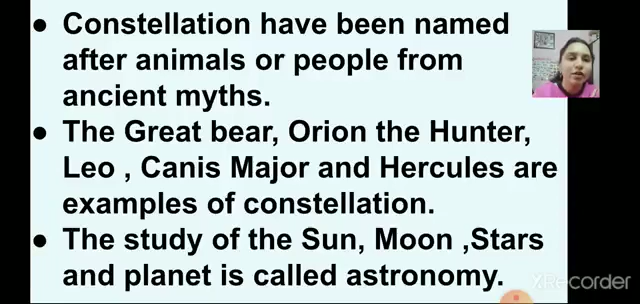 • Constellation have been named
after animals or people from
ancient myths.
• The Great bear, Orion the Hunter,
Leo , Canis Major and Hercules are
examples of constellation.
• The study of the Sun, Moon ,Stars
and planet is called astronomy.
XRecorder